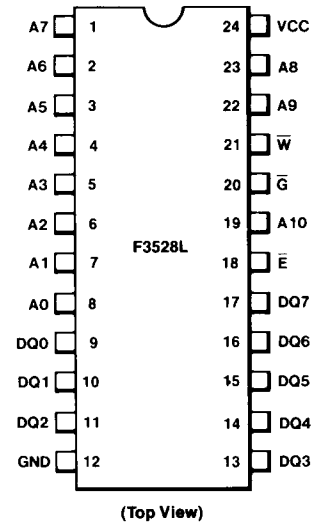 A7 1 24 VCC
A6 2 23 A8
A5 3 22 A9
A4 4 21 W̅
A3 5 20 G̅
A2 6 19 A10
F3528L
A1 7 18 E̅
A0 8 17 DQ7
DQ0 9 16 DQ6
DQ1 10 15 DQ5
DQ2 11 14 DQ4
GND 12 13 DQ3
(Top View)